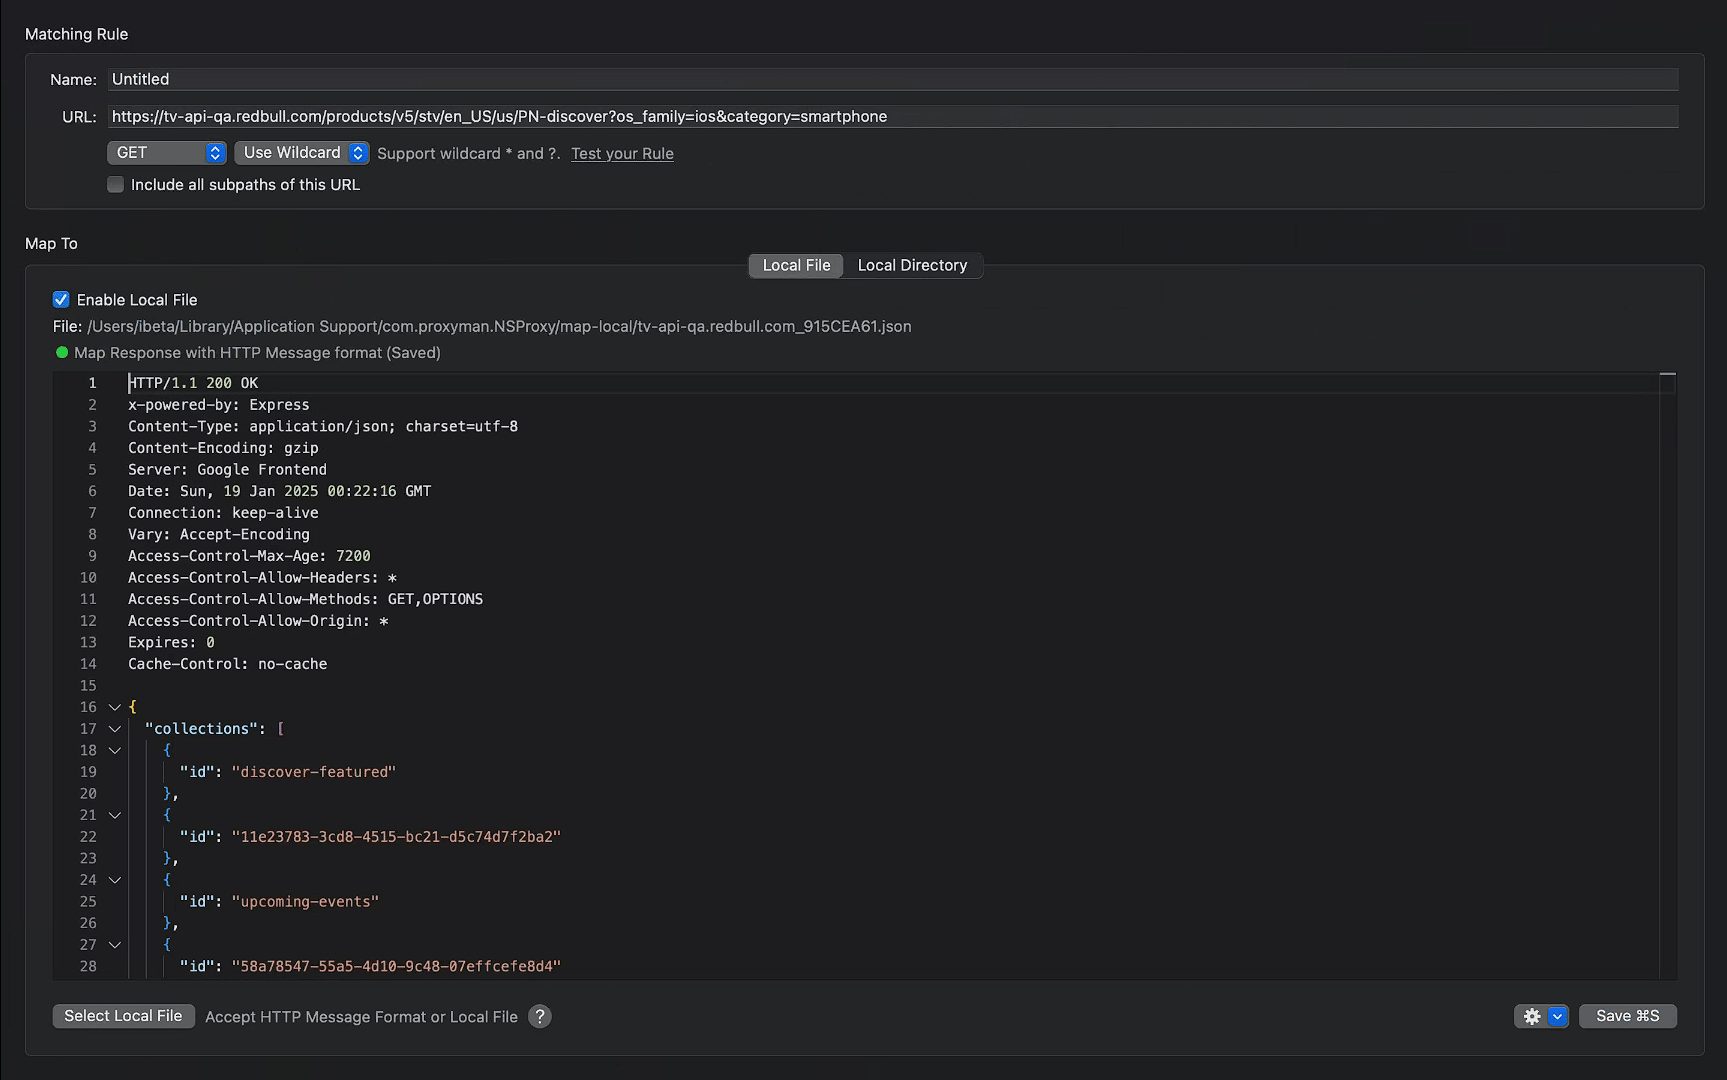 Matching Rule
Name: Untitled
URL: https://tv-api-qa.redbull.com/products/v5/stv/en_US/us/PN-discover?os_family=ios&category=smartphone
GET Use Wildcard Support wildcard * and ?. Test your Rule
Include all subpaths of this URL
Map To
Local File Local Directory
Enable Local File
File: /Users/ibeta/Library/Application Support/com.proxyman.NSProxy/map-local/tv-api-qa.redbull.com_915CEA61.json
Map Response with HTTP Message format (Saved)
1 HTTP/1.1 200 OK
2 x-powered-by: Express
3 Content-Type: application/json; charset=utf-8
4 Content-Encoding: gzip
5 Server: Google Frontend
6 Date: Sun, 19 Jan 2025 00:22:16 GMT
7 Connection: keep-alive
8 Vary: Accept-Encoding
9 Access-Control-Max-Age: 7200
10 Access-Control-Allow-Headers: *
11 Access-Control-Allow-Methods: GET,OPTIONS
12 Access-Control-Allow-Origin: *
13 Expires: 0
14 Cache-Control: no-cache
15
16 {
17 "collections": [
18 {
19 "id": "discover-featured"
20 },
21 {
22 "id": "11e23783-3cd8-4515-bc21-d5c74d7f2ba2"
23 },
24 {
25 "id": "upcoming-events"
26 },
27 {
28 "id": "58a78547-55a5-4d10-9c48-07effcefe8d4"
Select Local File Accept HTTP Message Format or Local File ? Save ⌘S